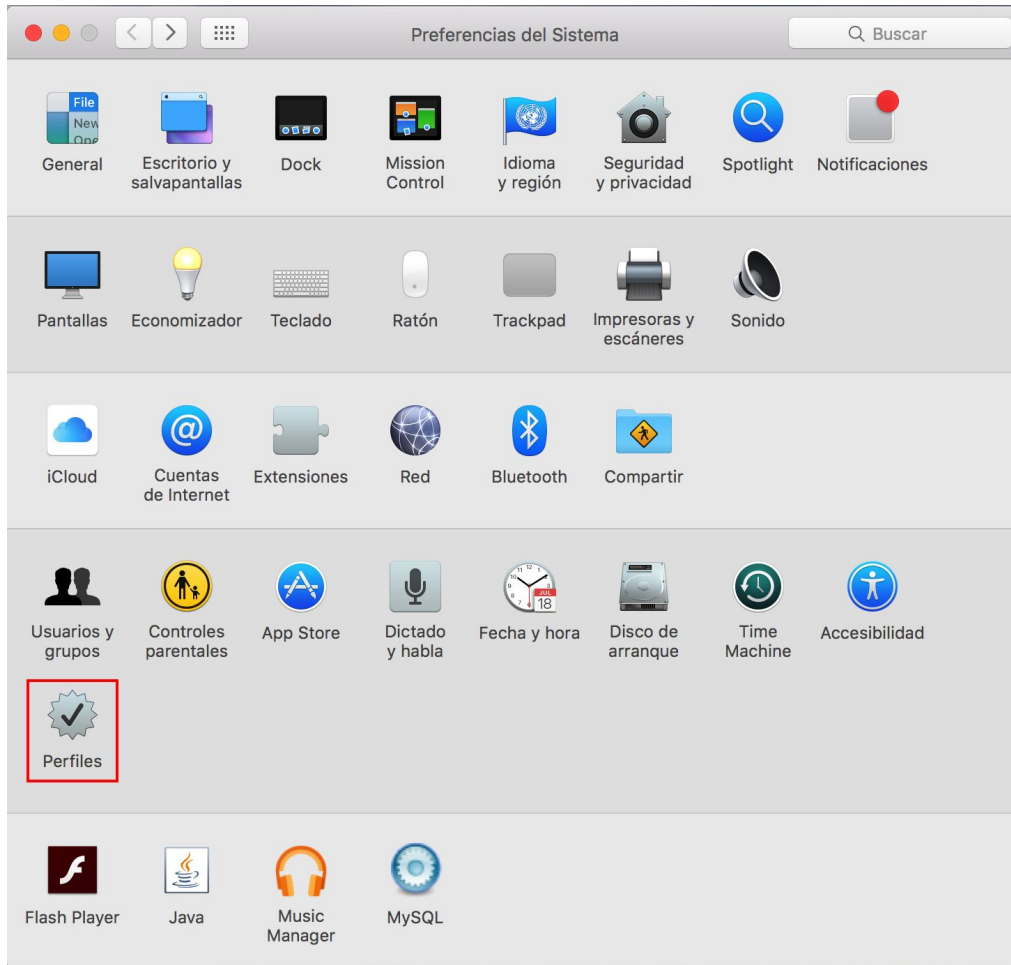 Preferencias del Sistema
Buscar
File
New
One
General
Escritorio y
salvapantallas
Dock
Mission
Control
Idioma
y región
Seguridad
y privacidad
Spotlight
Notificaciones
Pantallas
Economizador
Teclado
Ratón
Trackpad
Impresoras y
escáneres
Sonido
iCloud
Cuentas
de Internet
Extensiones
Red
Bluetooth
Compartir
Usuarios y
grupos
Controles
parentales
App Store
Dictado
y habla
JUL
18
Fecha y hora
Disco de
arranque
Time
Machine
Accesibilidad
Perfiles
Flash Player
Java
Music
Manager
MySQL